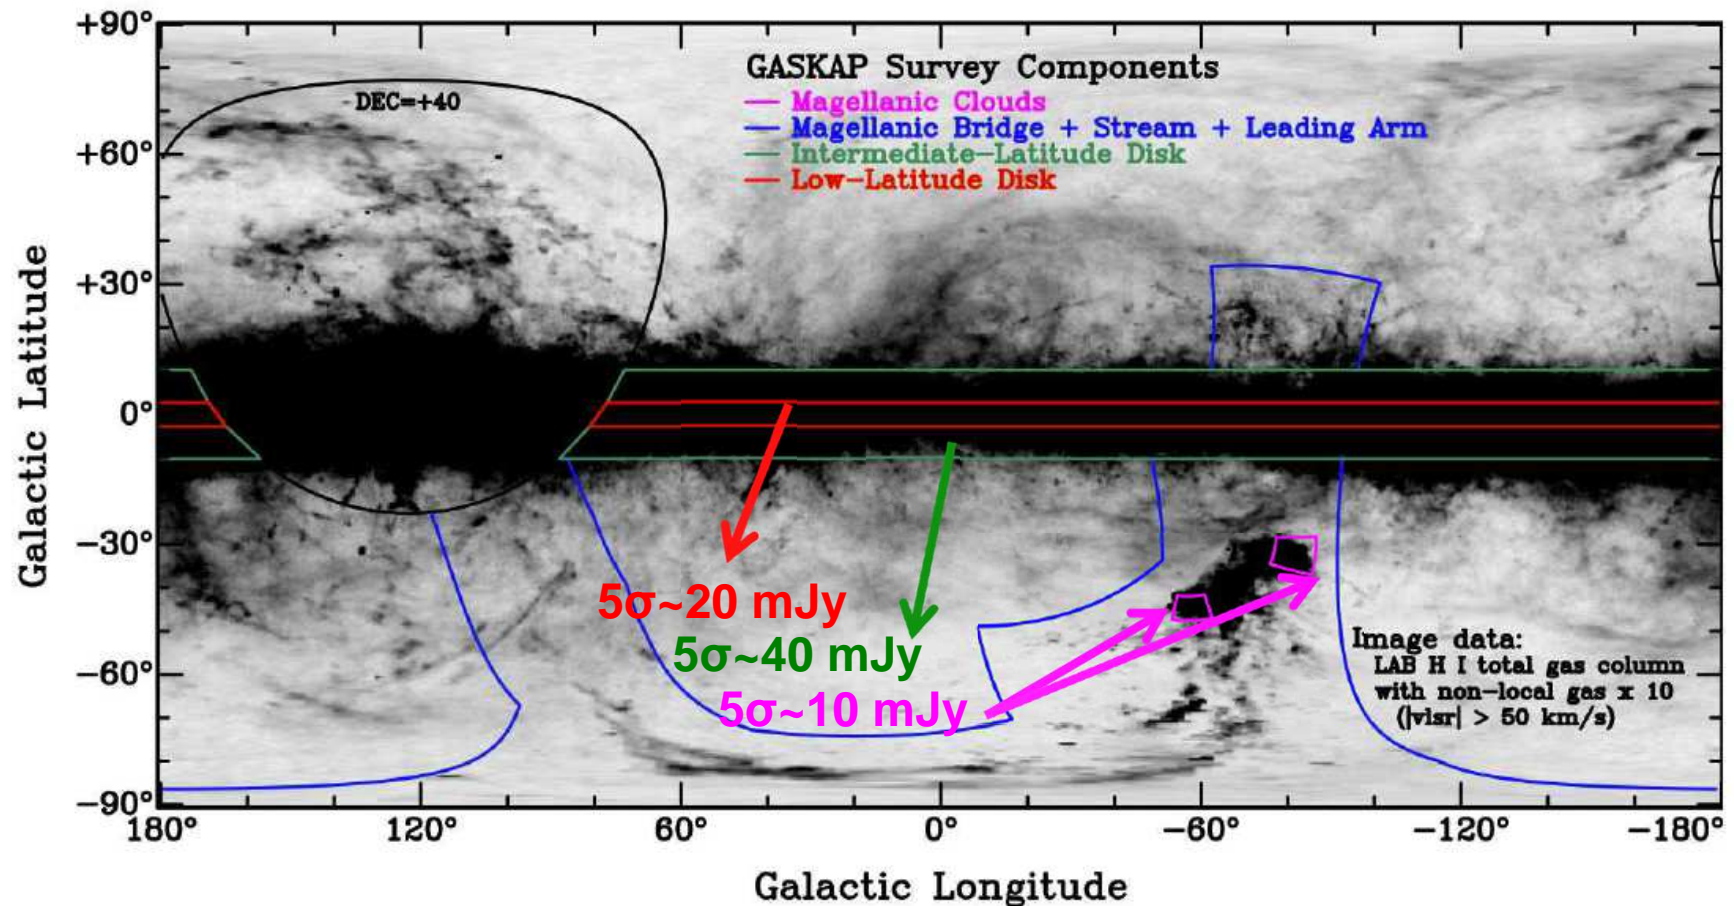 +90°
GASKAP Survey Components
DEC=+40
Magellanic Clouds
Magellanic Bridge + Stream + Leading Arm
+60°
Intermediate-Latitude Disk
Low-Latitude Disk
+30°
0°
-30°
5σ~20 mJy
5σ~40 mJy
5σ~10 mJy
Image data:
LAB H I total gas column
with non-local gas x 10
(|vlsr| > 50 km/s)
-60°
-90°
Galactic Latitude
180° 120° 60° 0° -60° -120° -180°
Galactic Longitude